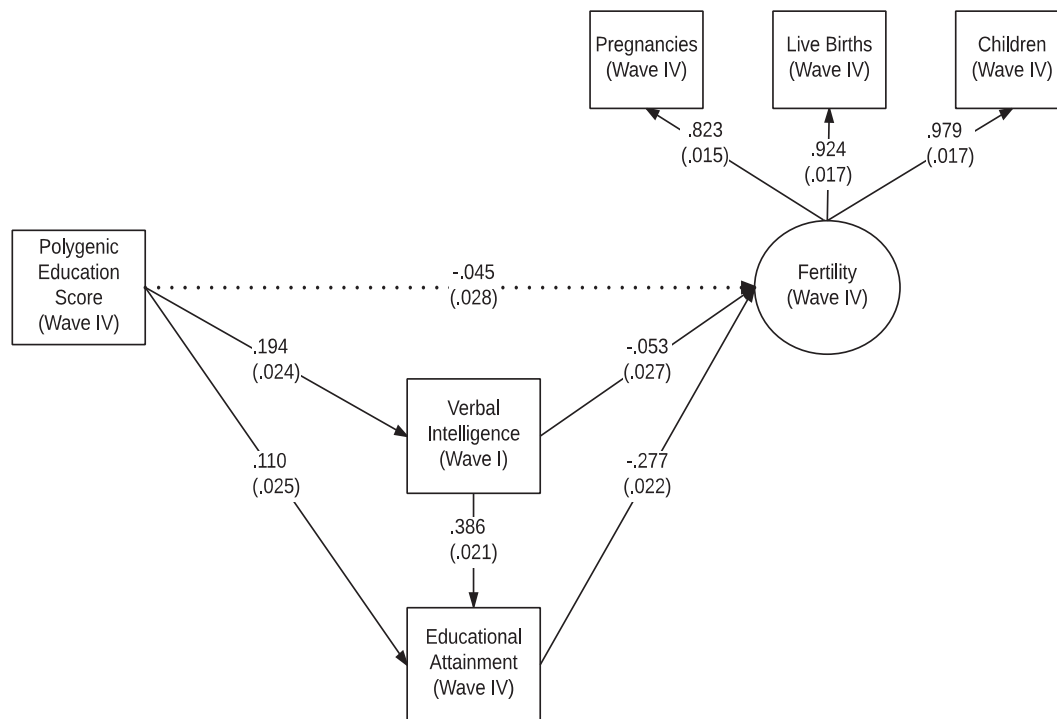 Pregnancies
(Wave IV)
Live Births
(Wave IV)
Children
(Wave IV)
.823
(.015)
.924
(.017)
.979
(.017)
Polygenic
Education
Score
(Wave IV)
-.045
(.028)
Fertility
(Wave IV)
.194
(.024)
-.053
(.027)
Verbal
Intelligence
(Wave I)
.110
(.025)
-.277
(.022)
.386
(.021)
Educational
Attainment
(Wave IV)